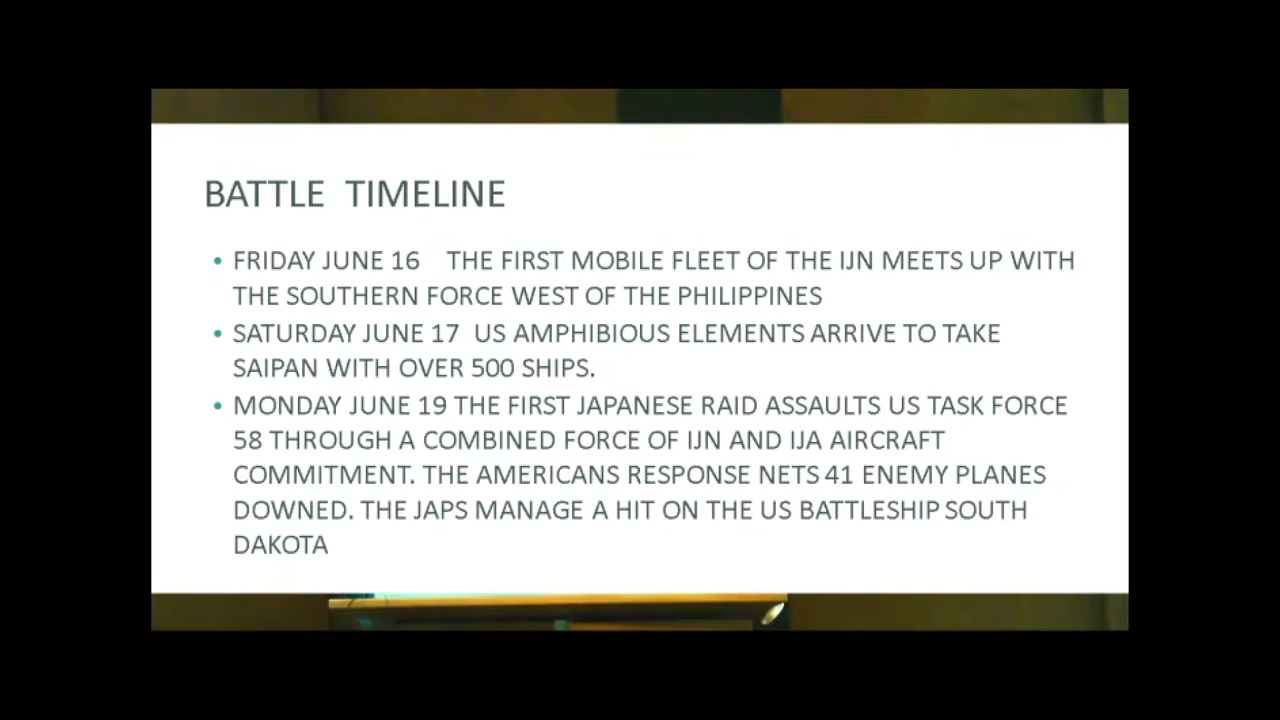 BATTLE TIMELINE
• FRIDAY JUNE 16 THE FIRST MOBILE FLEET OF THE IJN MEETS UP WITH
THE SOUTHERN FORCE WEST OF THE PHILIPPINES
• SATURDAY JUNE 17 US AMPHIBIOUS ELEMENTS ARRIVE TO TAKE
SAIPAN WITH OVER 500 SHIPS.
• MONDAY JUNE 19 THE FIRST JAPANESE RAID ASSAULTS US TASK FORCE
58 THROUGH A COMBINED FORCE OF IJN AND IJA AIRCRAFT
COMMITMENT. THE AMERICANS RESPONSE NETS 41 ENEMY PLANES
DOWNED. THE JAPS MANAGE A HIT ON THE US BATTLESHIP SOUTH
DAKOTA